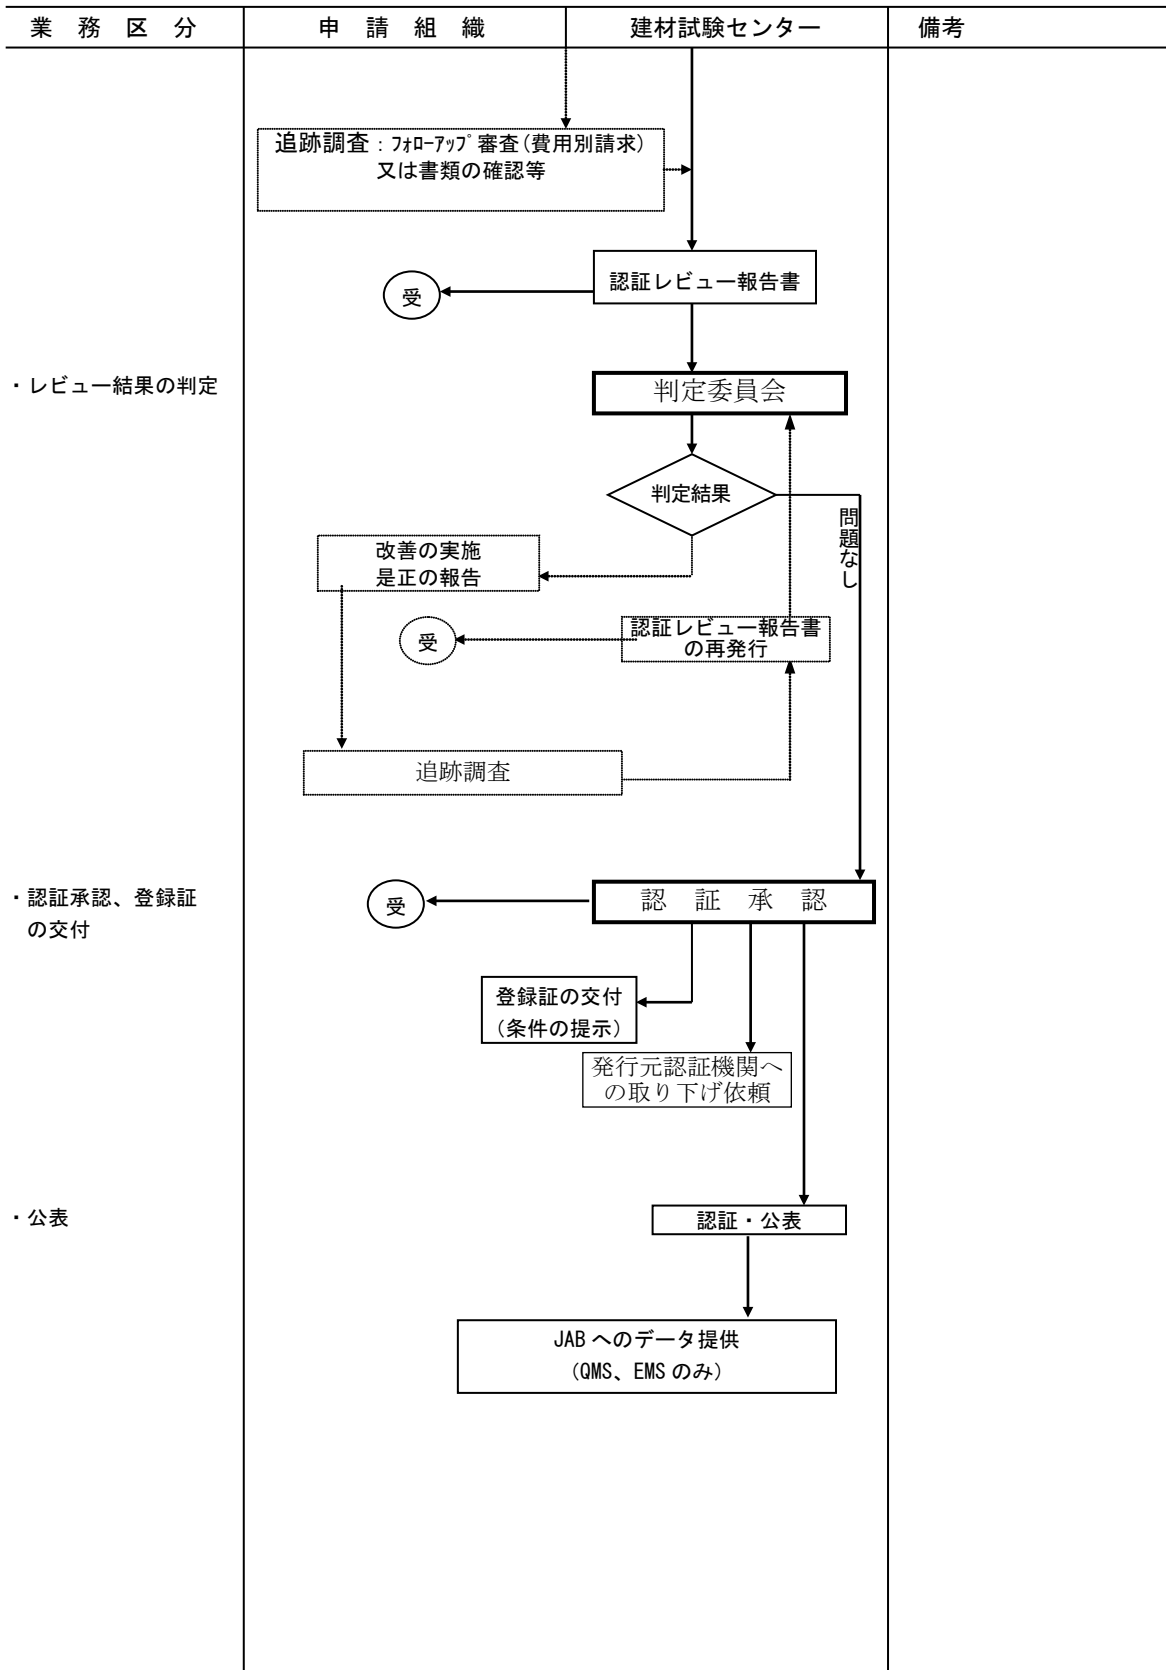 業 務 区 分
申 請 組 織
建材試験センター
備考
追跡調査：ﾌｫﾛｰｱｯﾌﾟ審査(費用別請求)
又は書類の確認等
認証レビュー報告書
受
・レビュー結果の判定
判定委員会
判定結果
問題なし
改善の実施
是正の報告
認証レビュー報告書
の再発行
受
追跡調査
・認証承認、登録証
の交付
受
認 証 承 認
登録証の交付
（条件の提示）
発行元認証機関へ
の取り下げ依頼
・公表
認証・公表
JAB へのデータ提供
（QMS、EMS のみ）